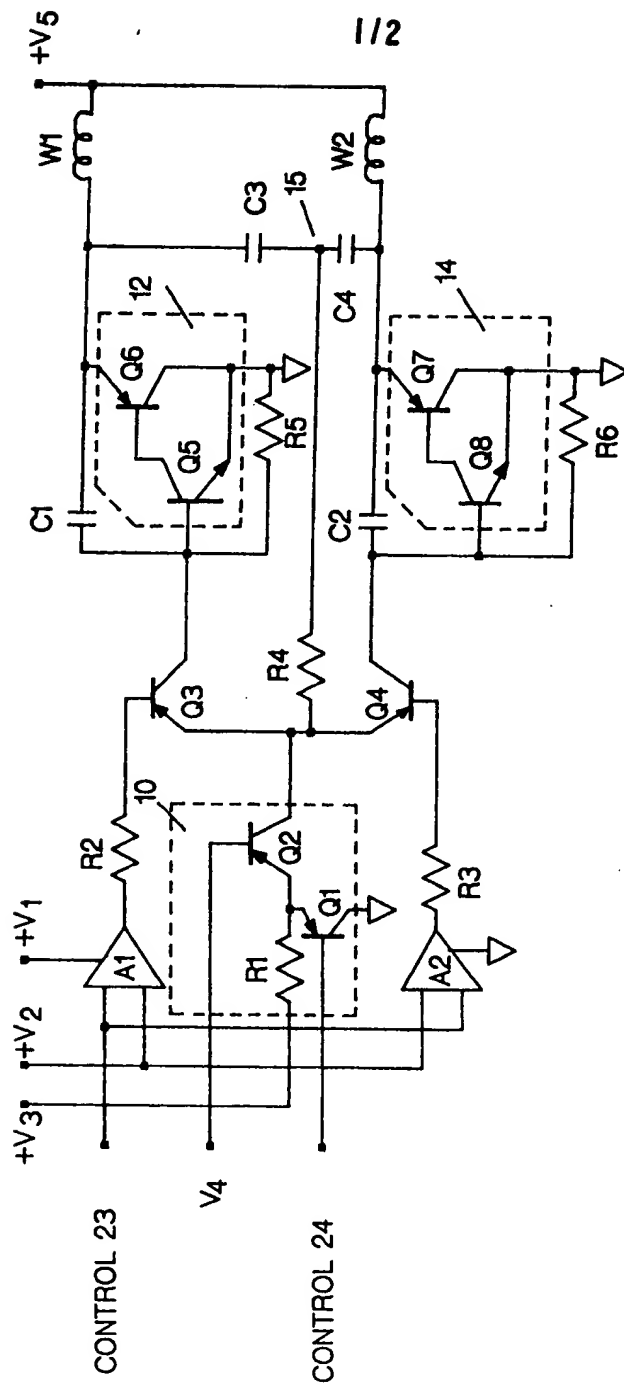 1/2
CONTROL 23
V4
CONTROL 24
+V3
+V2
+V1
A1
R2
10
R1
Q2
Q1
A2
R3
Q3
Q4
R4
C1
12
Q6
Q5
R5
C3
15
C4
C2
14
Q7
Q8
R6
W1
W2
+V5